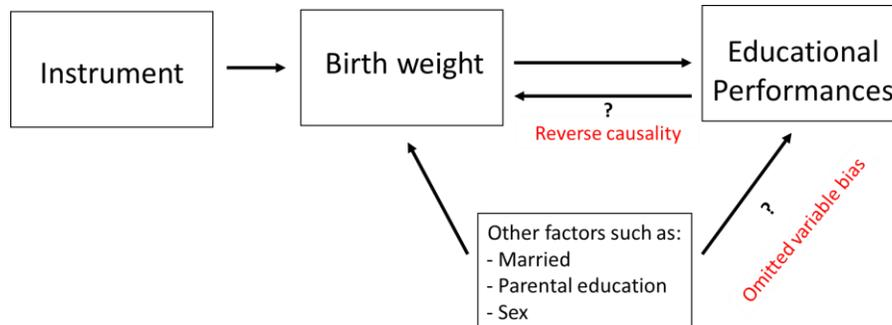 Instrument
Birth weight
Educational
Performances
?
Reverse causality
Other factors such as:
- Married
- Parental education
- Sex
?
Omitted variable bias